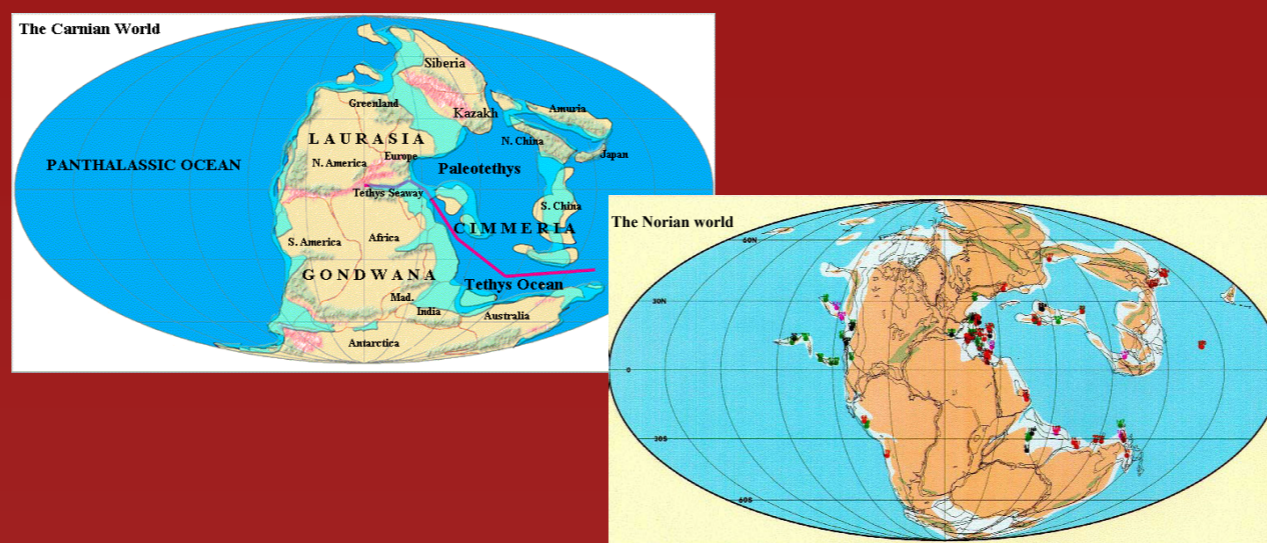 The Carnian World
Siberia
Greenland
Kazakh
Amuria
LAURASIA
N. China
Japan
N. America
Europe
PANTHALASSIC OCEAN
Paleotethys
Tethys Seaway
S. China
CIMMERIA
S. America
Africa
GONDWANA
Tethys Ocean
Mad.
India
Australia
Antarctica
The Norian world
60N
30N
0
30S
60S